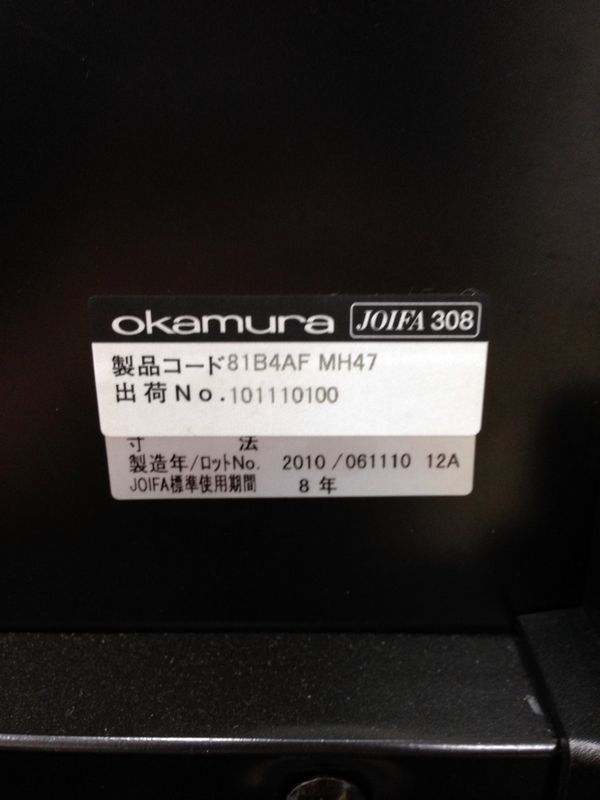 okamura JOIFA 308
製品コード81B4AF MH47
出荷No.101110100
寸法
製造年/ロットNo. 2010/061110 12A
JOIFA標準使用期間 8年